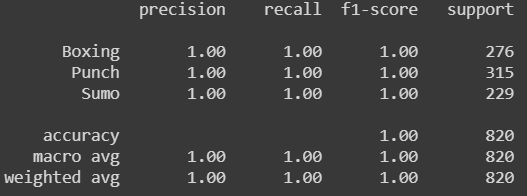 precision recall f1-score support
Boxing 1.00 1.00 1.00 276
Punch 1.00 1.00 1.00 315
Sumo 1.00 1.00 1.00 229
accuracy 1.00 820
macro avg 1.00 1.00 1.00 820
weighted avg 1.00 1.00 1.00 820